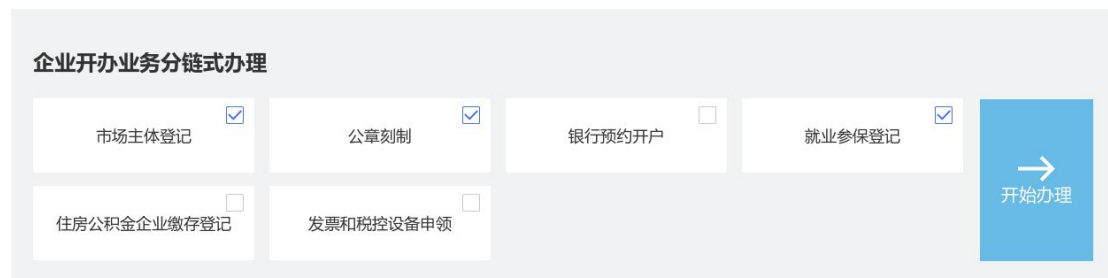 企业开办业务分链式办理
市场主体登记
公章刻制
银行预约开户
就业参保登记
住房公积金企业缴存登记
发票和税控设备申领
开始办理